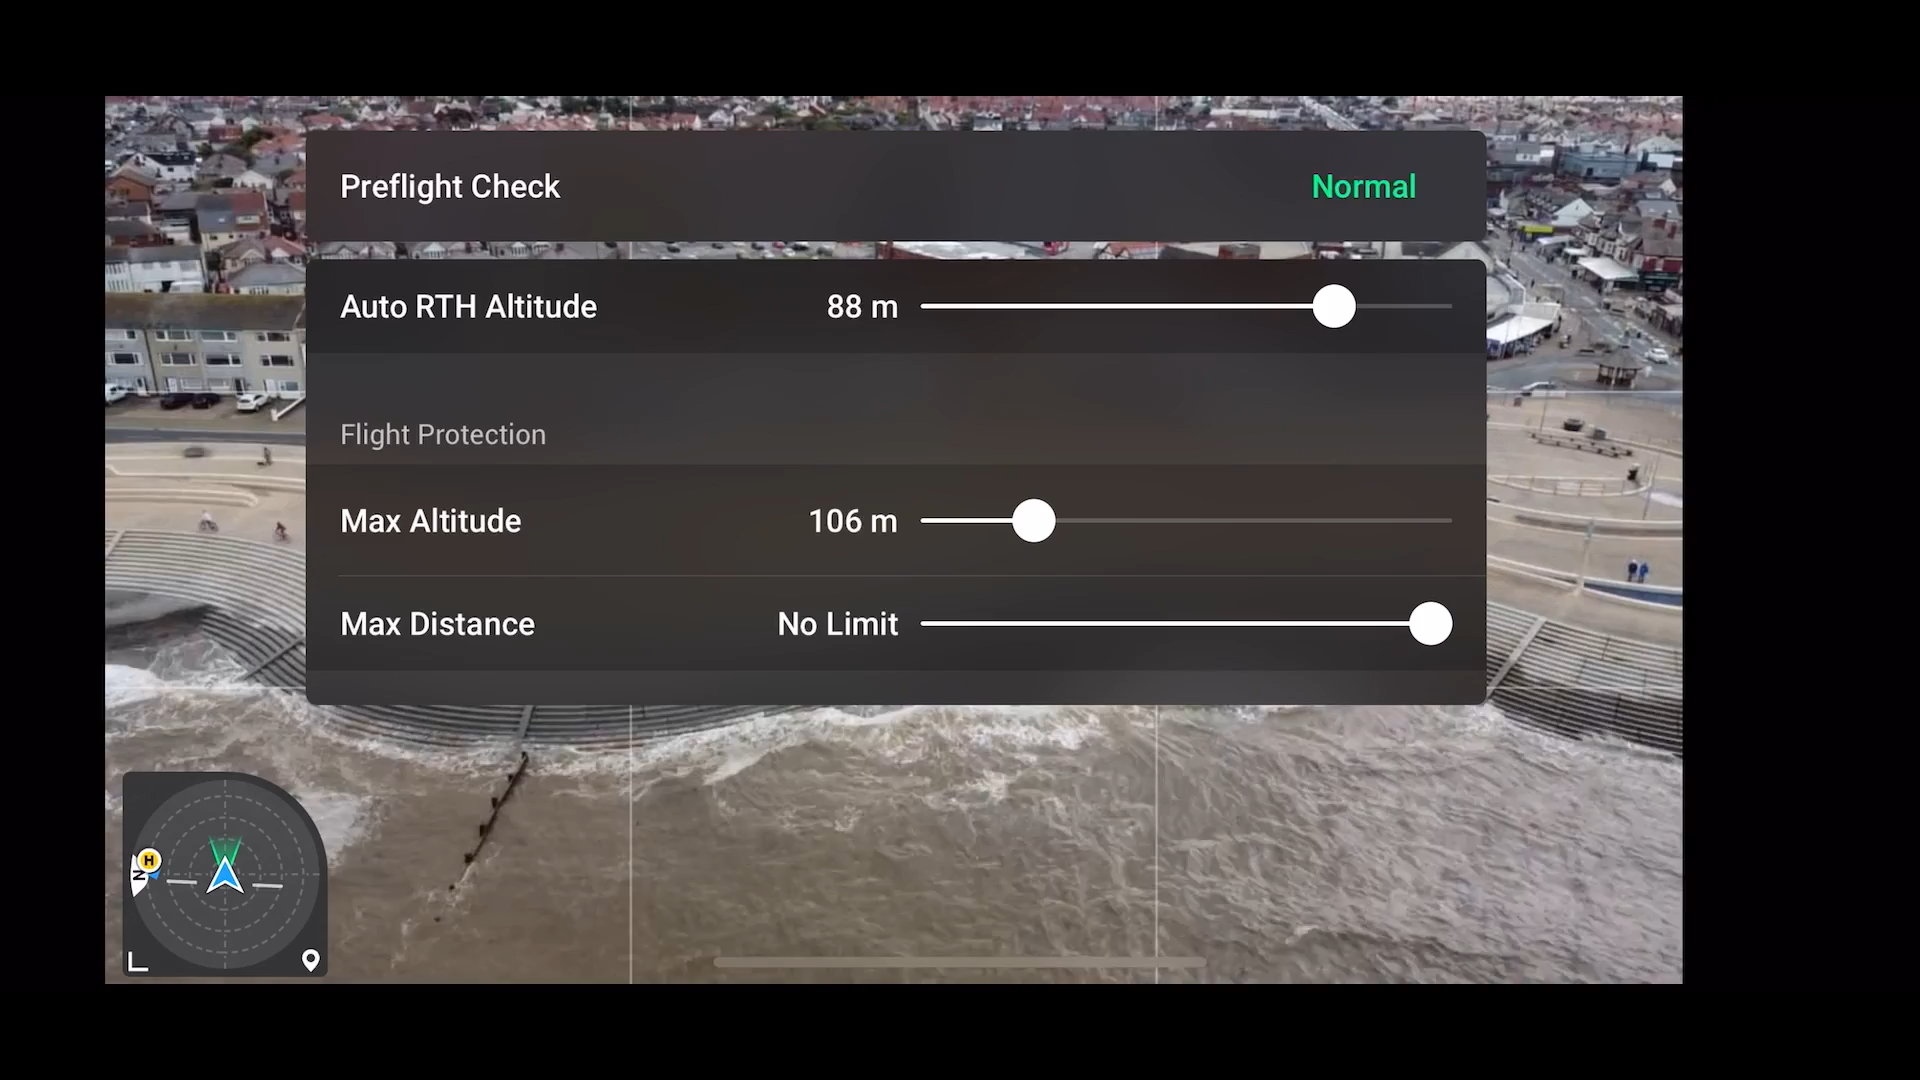 Preflight Check Normal
Auto RTH Altitude 88 m
Flight Protection
Max Altitude 106 m
Max Distance No Limit
H
N